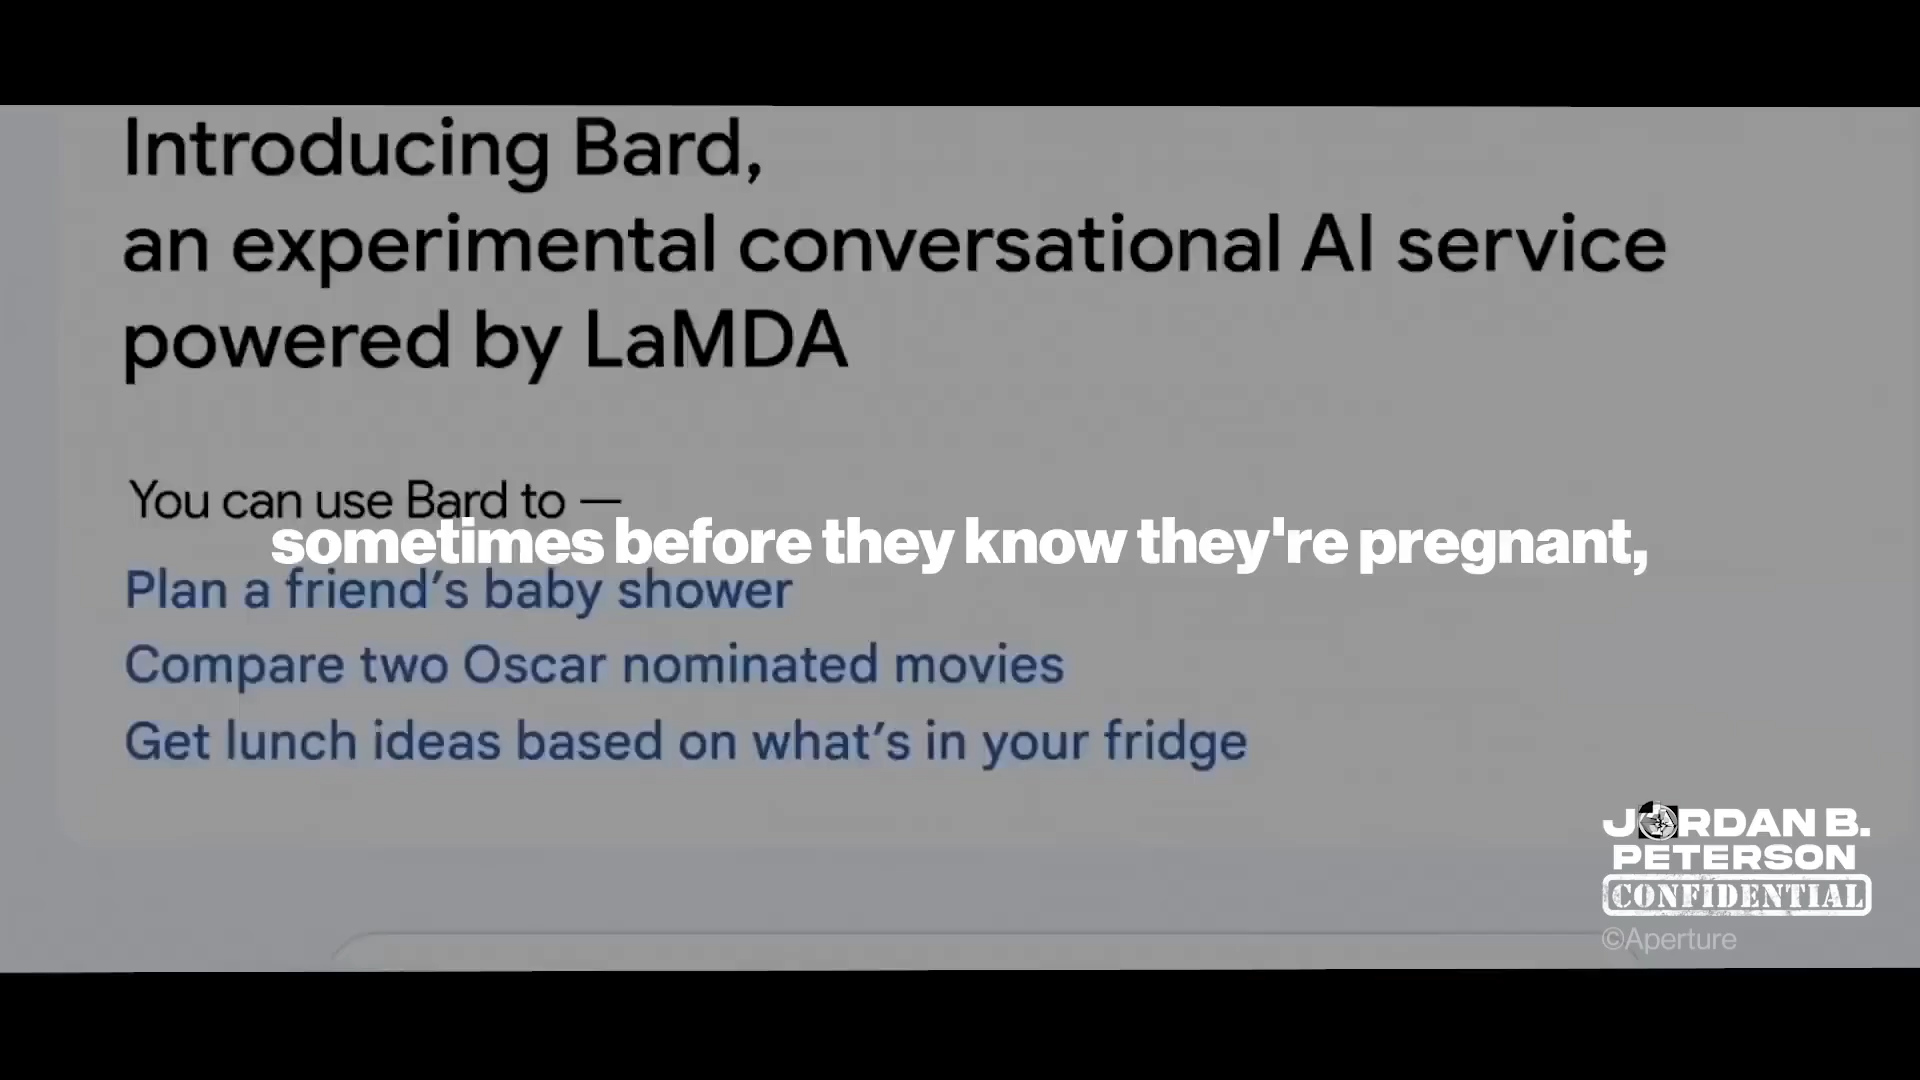 Introducing Bard,
an experimental conversational AI service
powered by LaMDA
You can use Bard to —
sometimes before they know they're pregnant,
Plan a friend's baby shower
Compare two Oscar nominated movies
Get lunch ideas based on what's in your fridge
JORDAN B.
PETERSON
CONFIDENTIAL
©Aperture